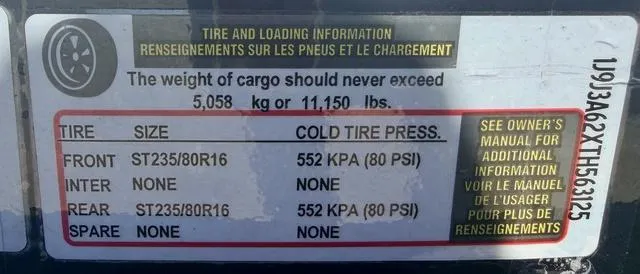 TIRE AND LOADING INFORMATION
RENSEIGNEMENTS SUR LES PNEUS ET LE CHARGEMENT
The weight of cargo should never exceed
5,058 kg or 11,150 lbs.
TIRE SIZE COLD TIRE PRESS.
FRONT ST235/80R16 552 KPA (80 PSI)
INTER NONE NONE
REAR ST235/80R16 552 KPA (80 PSI)
SPARE NONE NONE
SEE OWNER'S
MANUAL FOR
ADDITIONAL
INFORMATION
VOIR LE MANUEL
DE L'USAGER
POUR PLUS DE
RENSEIGNEMENTS